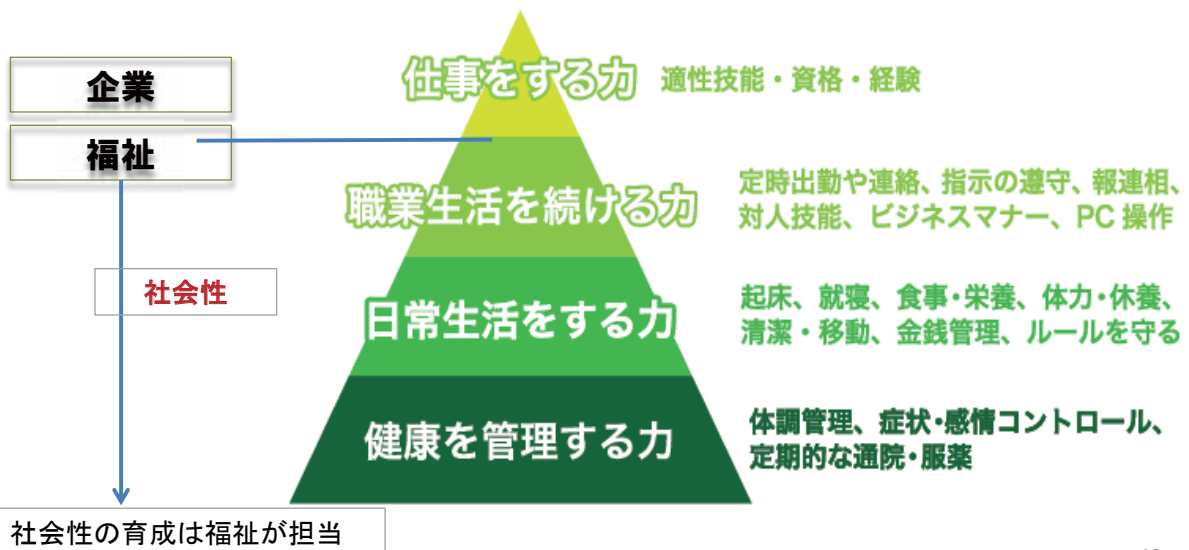 企業
福祉
社会性
社会性の育成は福祉が担当
仕事をする力
適性技能・資格・経験
職業生活を続ける力
定時出勤や連絡、指示の遵守、報連相、
対人技能、ビジネスマナー、PC 操作
日常生活をする力
起床、就寝、食事・栄養、体力・休養、
清潔・移動、金銭管理、ルールを守る
健康を管理する力
体調管理、症状・感情コントロール、
定期的な通院・服薬